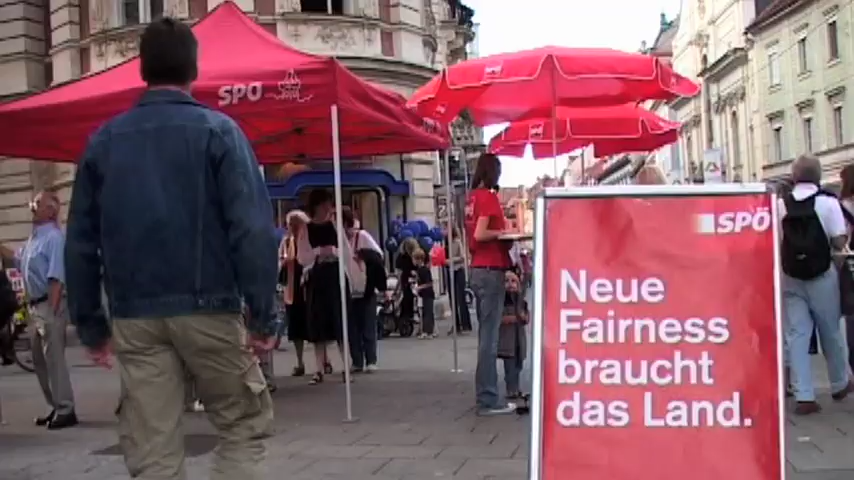 SPÖ
SPÖ
Neue
Fairness
braucht
das Land.